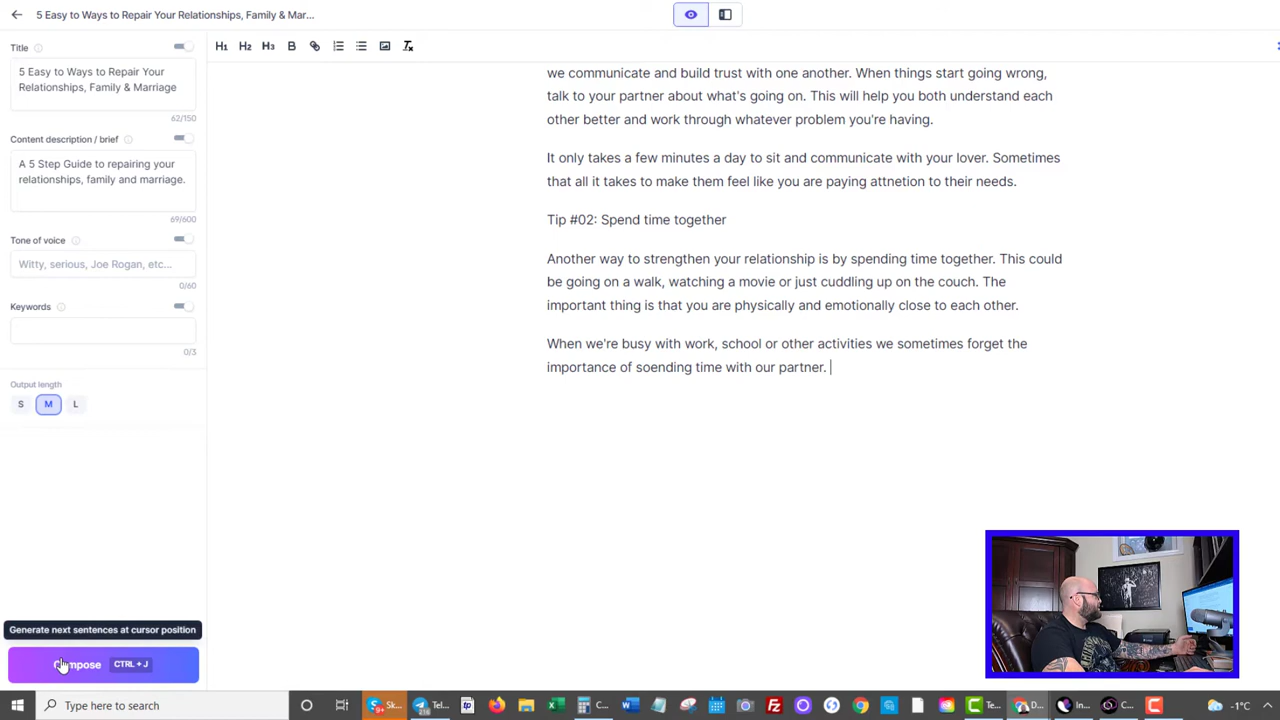 5 Easy to Ways to Repair Your Relationships, Family & Mar...
Title
5 Easy to Ways to Repair Your
Relationships, Family & Marriage
62/150
Content description / brief
A 5 Step Guide to repairing your
relationships, family and marriage.
69/600
Tone of voice
Witty, serious, Joe Rogan, etc...
0/60
Keywords
0/3
Output length
S M L
Generate next sentences at cursor position
CTRL + J
H1 H2 H3 B
we communicate and build trust with one another. When things start going wrong,
talk to your partner about what's going on. This will help you both understand each
other better and work through whatever problem you're having.
It only takes a few minutes a day to sit and communicate with your lover. Sometimes
that all it takes to make them feel like you are paying attnetion to their needs.
Tip #02: Spend time together
Another way to strengthen your relationship is by spending time together. This could
be going on a walk, watching a movie or just cuddling up on the couch. The
important thing is that you are physically and emotionally close to each other.
When we're busy with work, school or other activities we sometimes forget the
importance of soending time with our partner.
Type here to search
Sk...
Tel...
C...
Te...
D...
In...
C...
-1°C